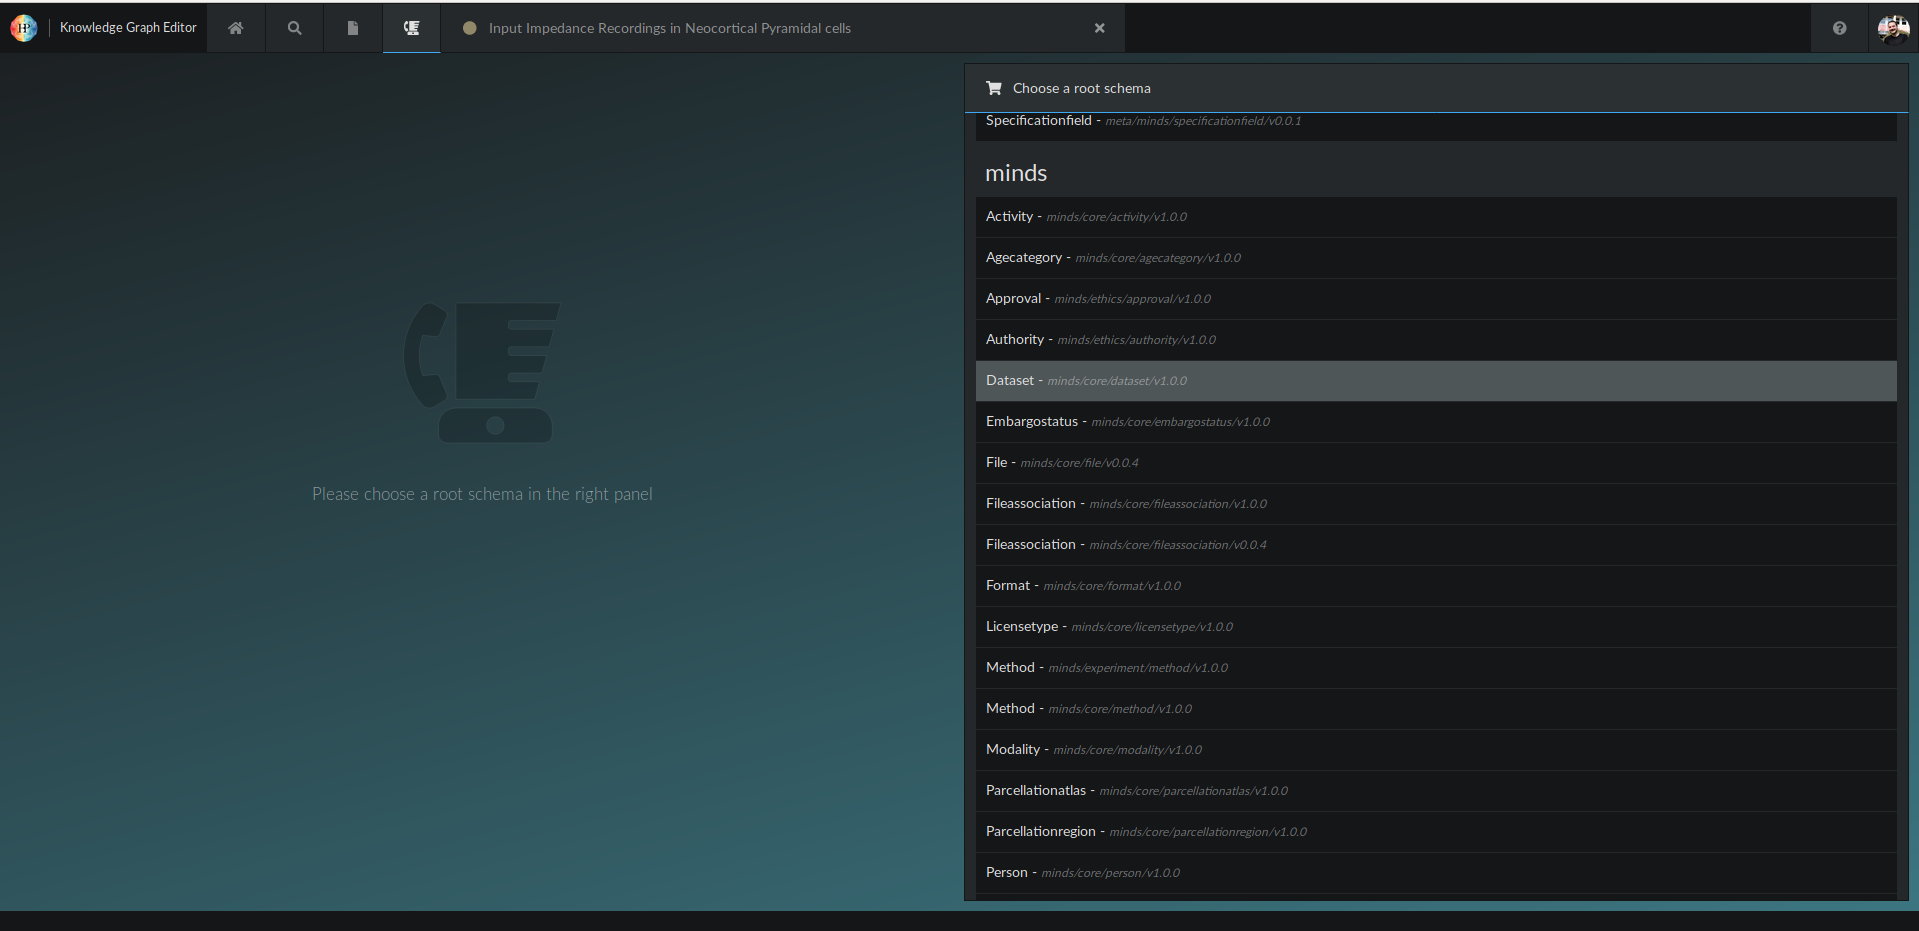 HP Knowledge Graph Editor Input Impedance Recordings in Neocortical Pyramidal cells
Please choose a root schema in the right panel
Choose a root schema
Specificationfield - meta/minds/specificationfield/v0.0.1
minds
Activity - minds/core/activity/v1.0.0
Agecategory - minds/core/agecategory/v1.0.0
Approval - minds/ethics/approval/v1.0.0
Authority - minds/ethics/authority/v1.0.0
Dataset - minds/core/dataset/v1.0.0
Embargostatus - minds/core/embargostatus/v1.0.0
File - minds/core/file/v0.0.4
Fileassociation - minds/core/fileassociation/v1.0.0
Fileassociation - minds/core/fileassociation/v0.0.4
Format - minds/core/format/v1.0.0
Licensetype - minds/core/licensetype/v1.0.0
Method - minds/experiment/method/v1.0.0
Method - minds/core/method/v1.0.0
Modality - minds/core/modality/v1.0.0
Parcellationatlas - minds/core/parcellationatlas/v1.0.0
Parcellationregion - minds/core/parcellationregion/v1.0.0
Person - minds/core/person/v1.0.0